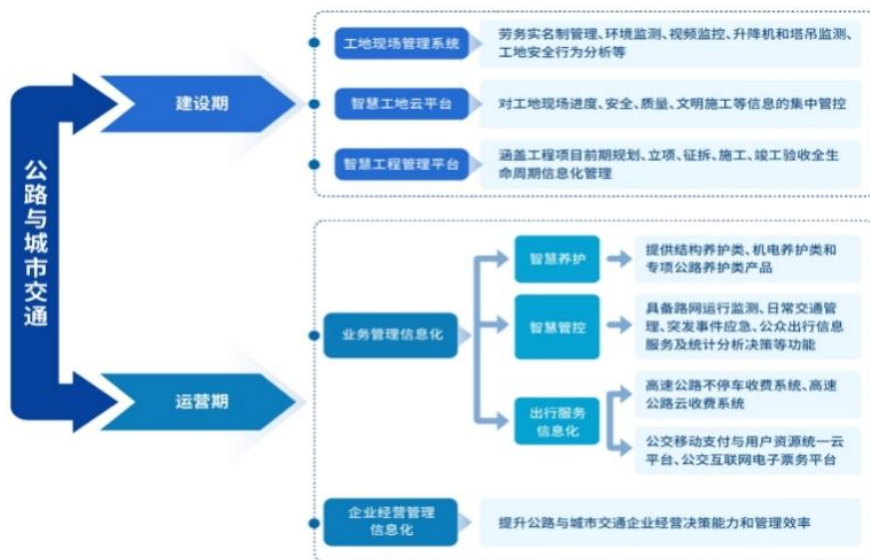 公路与城市交通
建设期
工地现场管理系统
劳务实名制管理、环境监测、视频监控、升降机和塔吊监测、
工地安全行为分析等
智慧工地云平台
对工地现场进度、安全、质量、文明施工等信息的集中管控
智慧工程管理平台
涵盖工程项目前期规划、立项、征拆、施工、竣工验收全生
命周期信息化管理
运营期
业务管理信息化
智慧养护
提供结构养护类、机电养护类和
专项公路养护类产品
智慧管控
具备路网运行监测、日常交通管
理、突发事件应急、公众出行信息
服务及统计分析决策等功能
出行服务
信息化
高速公路不停车收费系统、高速
公路云收费系统
公交移动支付与用户资源统一云
平台、公交互联网电子票务平台
企业经营管理
信息化
提升公路与城市交通企业经营决策能力和管理效率